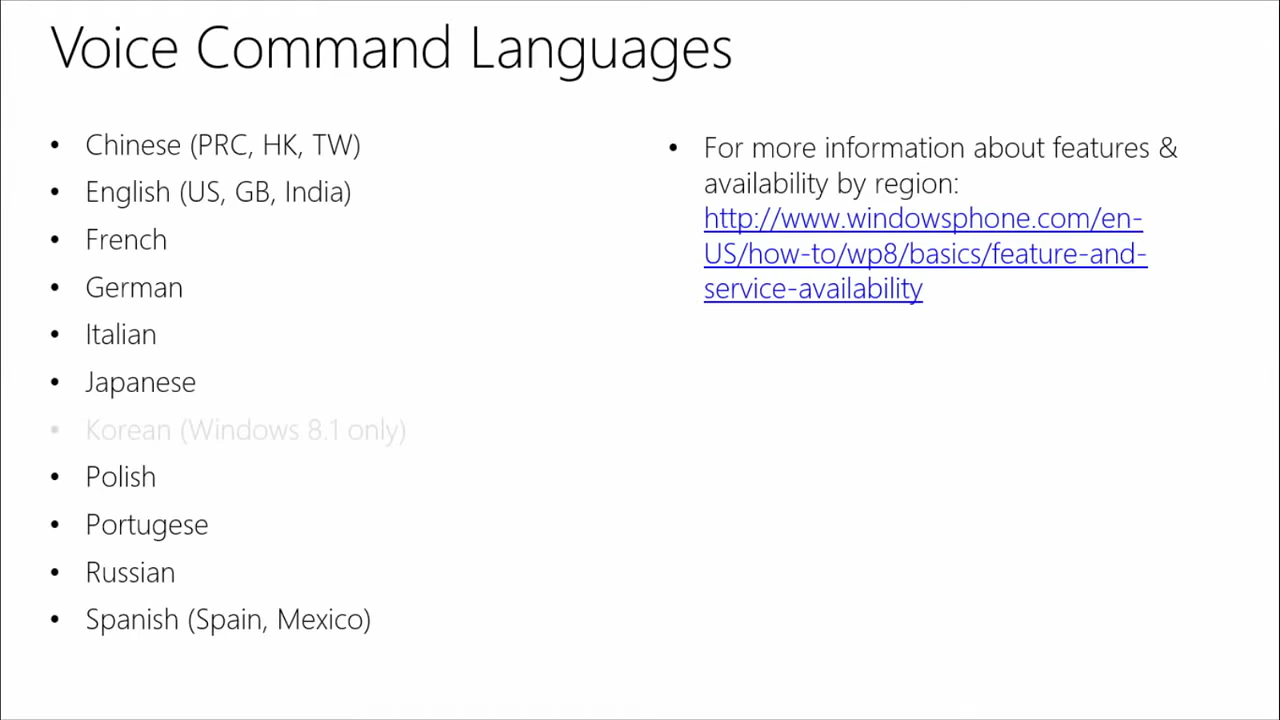 Voice Command Languages
• Chinese (PRC, HK, TW)
• English (US, GB, India)
• French
• German
• Italian
• Japanese
• Korean (Windows 8.1 only)
• Polish
• Portugese
• Russian
• Spanish (Spain, Mexico)
• For more information about features &
availability by region:
http://www.windowsphone.com/en-
US/how-to/wp8/basics/feature-and-
service-availability